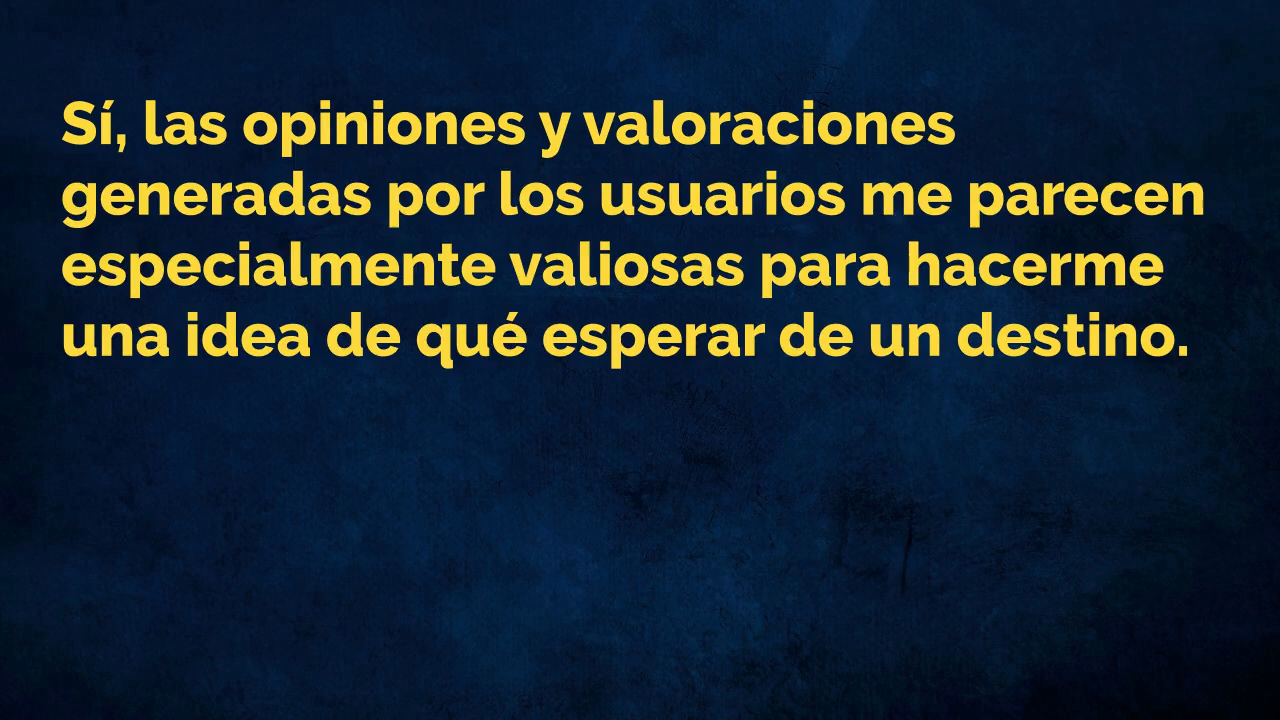 Sí, las opiniones y valoraciones
generadas por los usuarios me parecen
especialmente valiosas para hacerme
una idea de qué esperar de un destino.